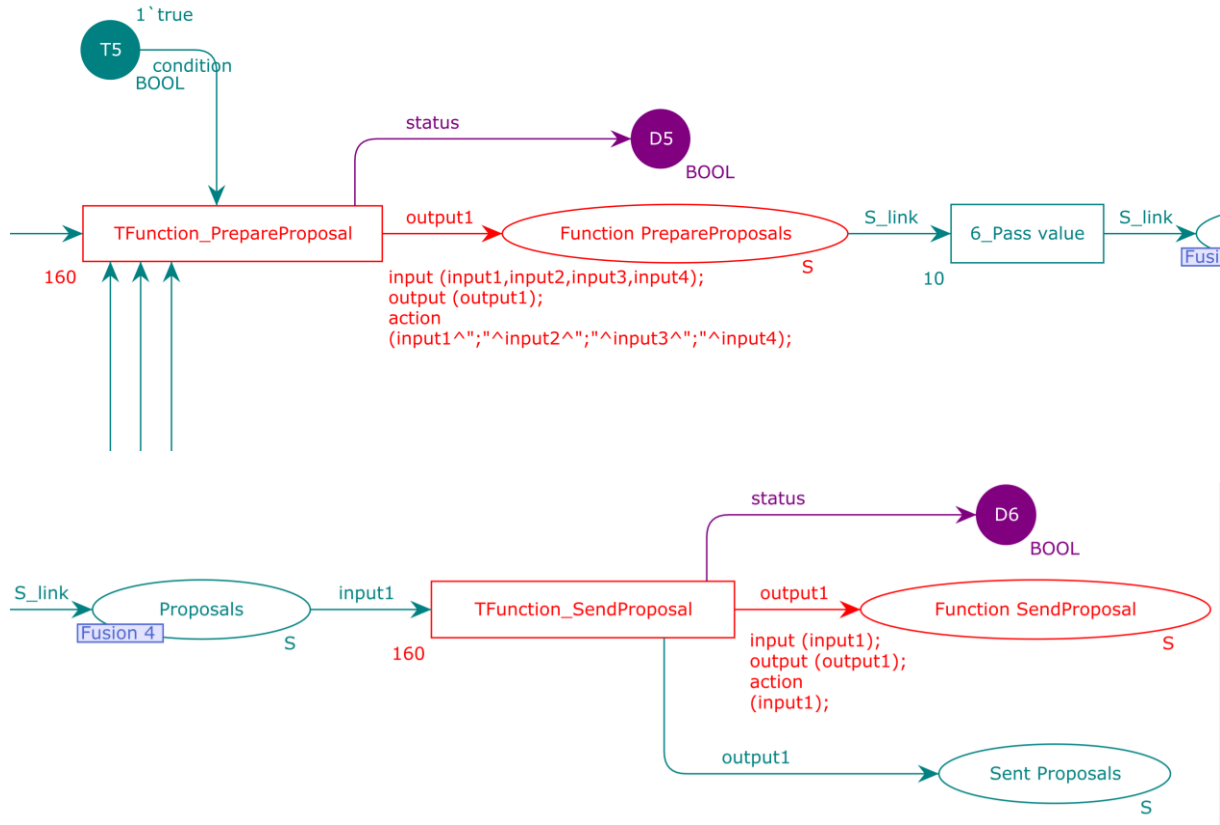 1`true
T5
condition
BOOL
status
D5
BOOL
TFunction_PrepareProposal
output1
Function PrepareProposals
S_link
6_Pass value
S_link
Fusi
160
S
10
input (input1,input2,input3,input4);
output (output1);
action
(input1^";"^input2^";"^input3^";"^input4);
status
D6
BOOL
S_link
Proposals
input1
TFunction_SendProposal
output1
Function SendProposal
Fusion 4
S
160
S
input (input1);
output (output1);
action
(input1);
output1
Sent Proposals
S